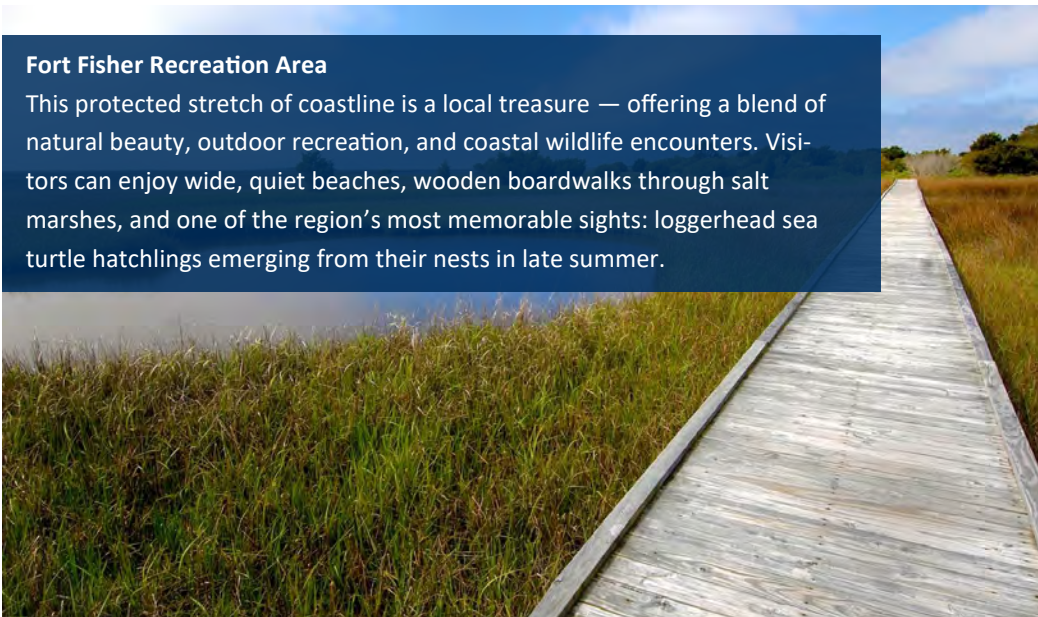 Fort Fisher Recreation Area
This protected stretch of coastline is a local treasure — offering a blend of
natural beauty, outdoor recreation, and coastal wildlife encounters. Visi-
tors can enjoy wide, quiet beaches, wooden boardwalks through salt
marshes, and one of the region’s most memorable sights: loggerhead sea
turtle hatchlings emerging from their nests in late summer.